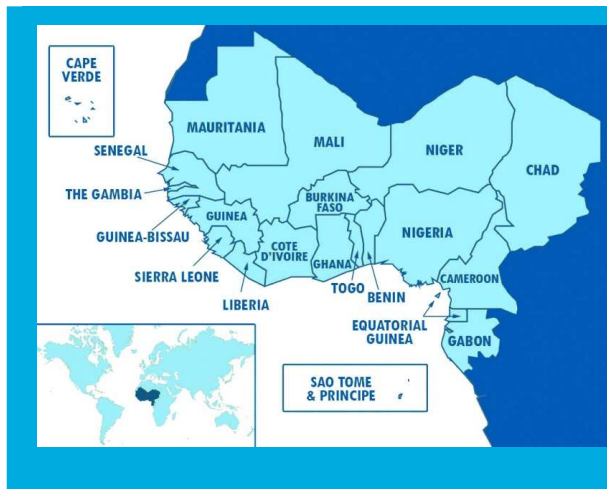 CAPE
VERDE
MAURITANIA
MALI
NIGER
CHAD
SENEGAL
THE GAMBIA
GUINEA-BISSAU
GUINEA
BURKINA
FASO
NIGERIA
SIERRA LEONE
LIBERIA
COTE
D'IVOIRE
GHANA
TOGO
BENIN
CAMEROON
EQUATORIAL
GUINEA
GABON
SAO TOME
& PRINCIPE